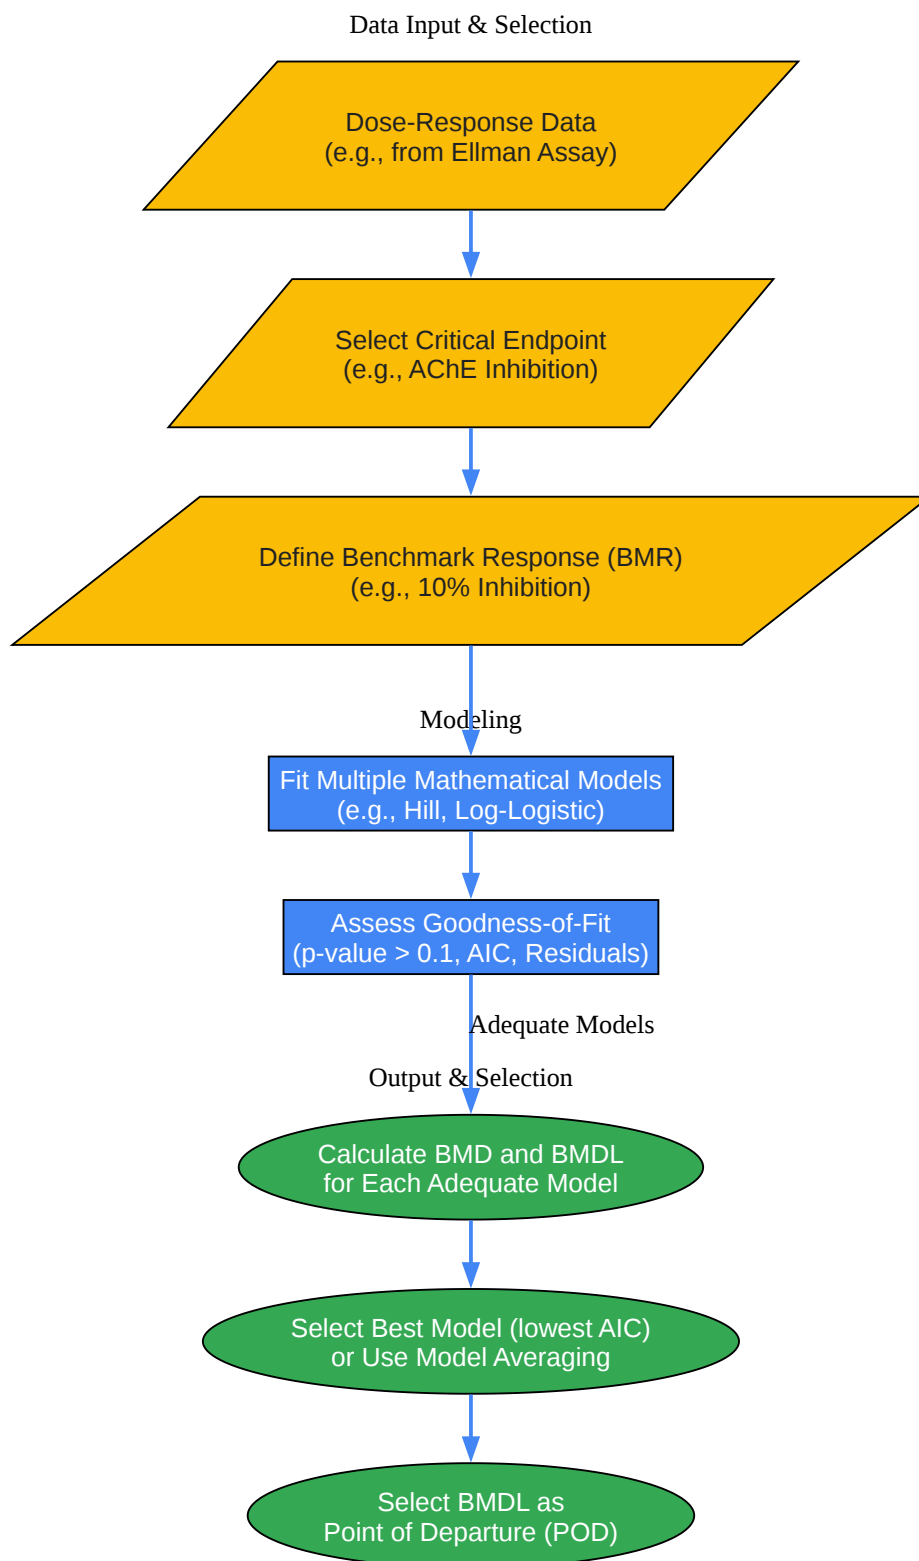 Data Input & Selection
Dose-Response Data
(e.g., from Ellman Assay)
Select Critical Endpoint
(e.g., AChE Inhibition)
Define Benchmark Response (BMR)
(e.g., 10% Inhibition)
Modeling
Fit Multiple Mathematical Models
(e.g., Hill, Log-Logistic)
Assess Goodness-of-Fit
(p-value > 0.1, AIC, Residuals)
Adequate Models
Output & Selection
Calculate BMD and BMDL
for Each Adequate Model
Select Best Model (lowest AIC)
or Use Model Averaging
Select BMDL as
Point of Departure (POD)